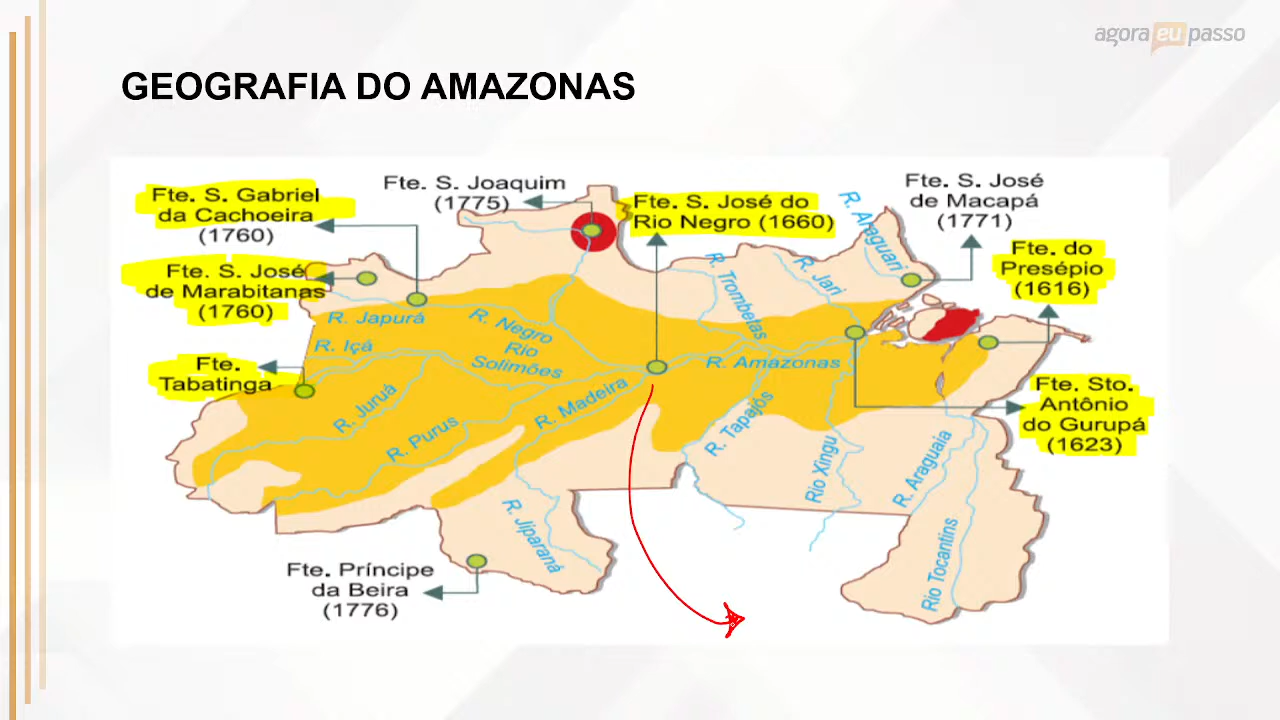 agora eu passo
GEOGRAFIA DO AMAZONAS
Fte. S. Gabriel
da Cachoeira
(1760)
Fte. S. Joaquim
(1775)
Fte. S. José do
Rio Negro (1660)
Fte. S. José
de Macapá
(1771)
Fte. do
Presépio
(1616)
Fte. S. José
de Marabitanas
(1760)
Fte.
Tabatinga
Fte. Sto.
Antônio
do Gurupá
(1623)
Fte. Príncipe
da Beira
(1776)
R. Araguari
R. Jari
R. Trombetas
R. Japurá
R. Negro
R. Içá
Rio
Solimões
R. Amazonas
R. Juruá
R. Purus
R. Madeira
R. Tapajós
Rio Xingu
R. Araguaia
R. Jiparaná
Rio Tocantins